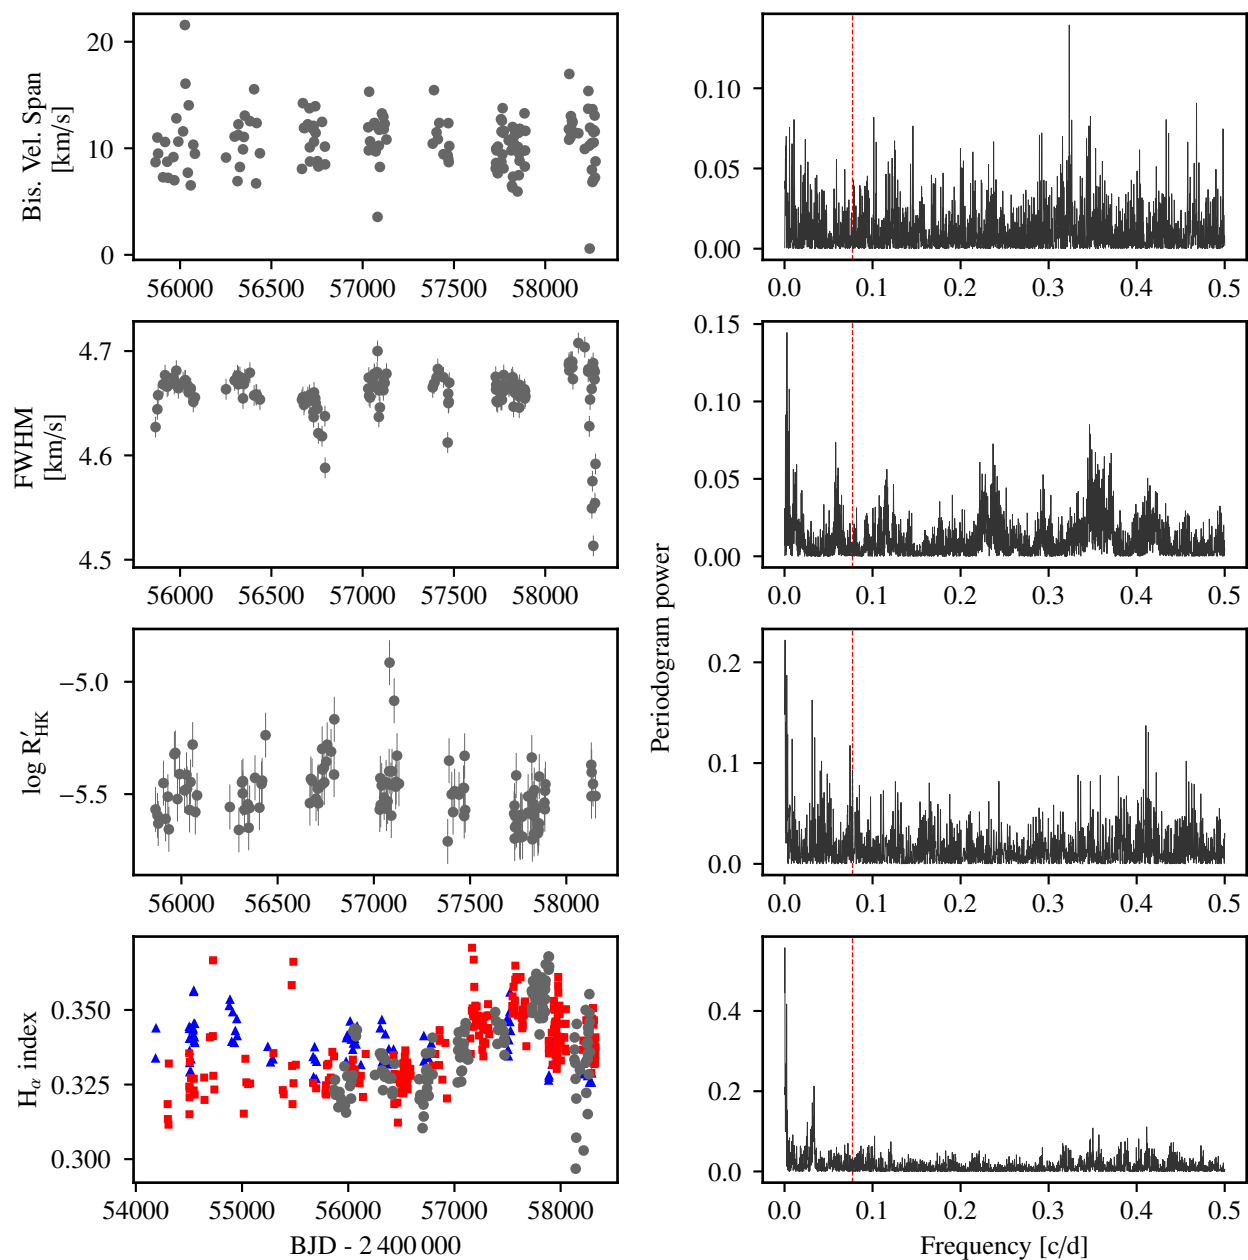 Bis. Vel. Span
[km/s]
20
10
0
56000 56500 57000 57500 58000
0.10
0.05
0.00
0.0 0.1 0.2 0.3 0.4 0.5
FWHM
[km/s]
4.7
4.6
4.5
56000 56500 57000 57500 58000
0.15
0.10
0.05
0.00
0.0 0.1 0.2 0.3 0.4 0.5
Periodogram power
log R′HK
−5.0
−5.5
56000 56500 57000 57500 58000
0.2
0.1
0.0
0.0 0.1 0.2 0.3 0.4 0.5
Hα index
0.350
0.325
0.300
54000 55000 56000 57000 58000
BJD - 2 400 000
0.4
0.2
0.0
0.0 0.1 0.2 0.3 0.4 0.5
Frequency [c/d]